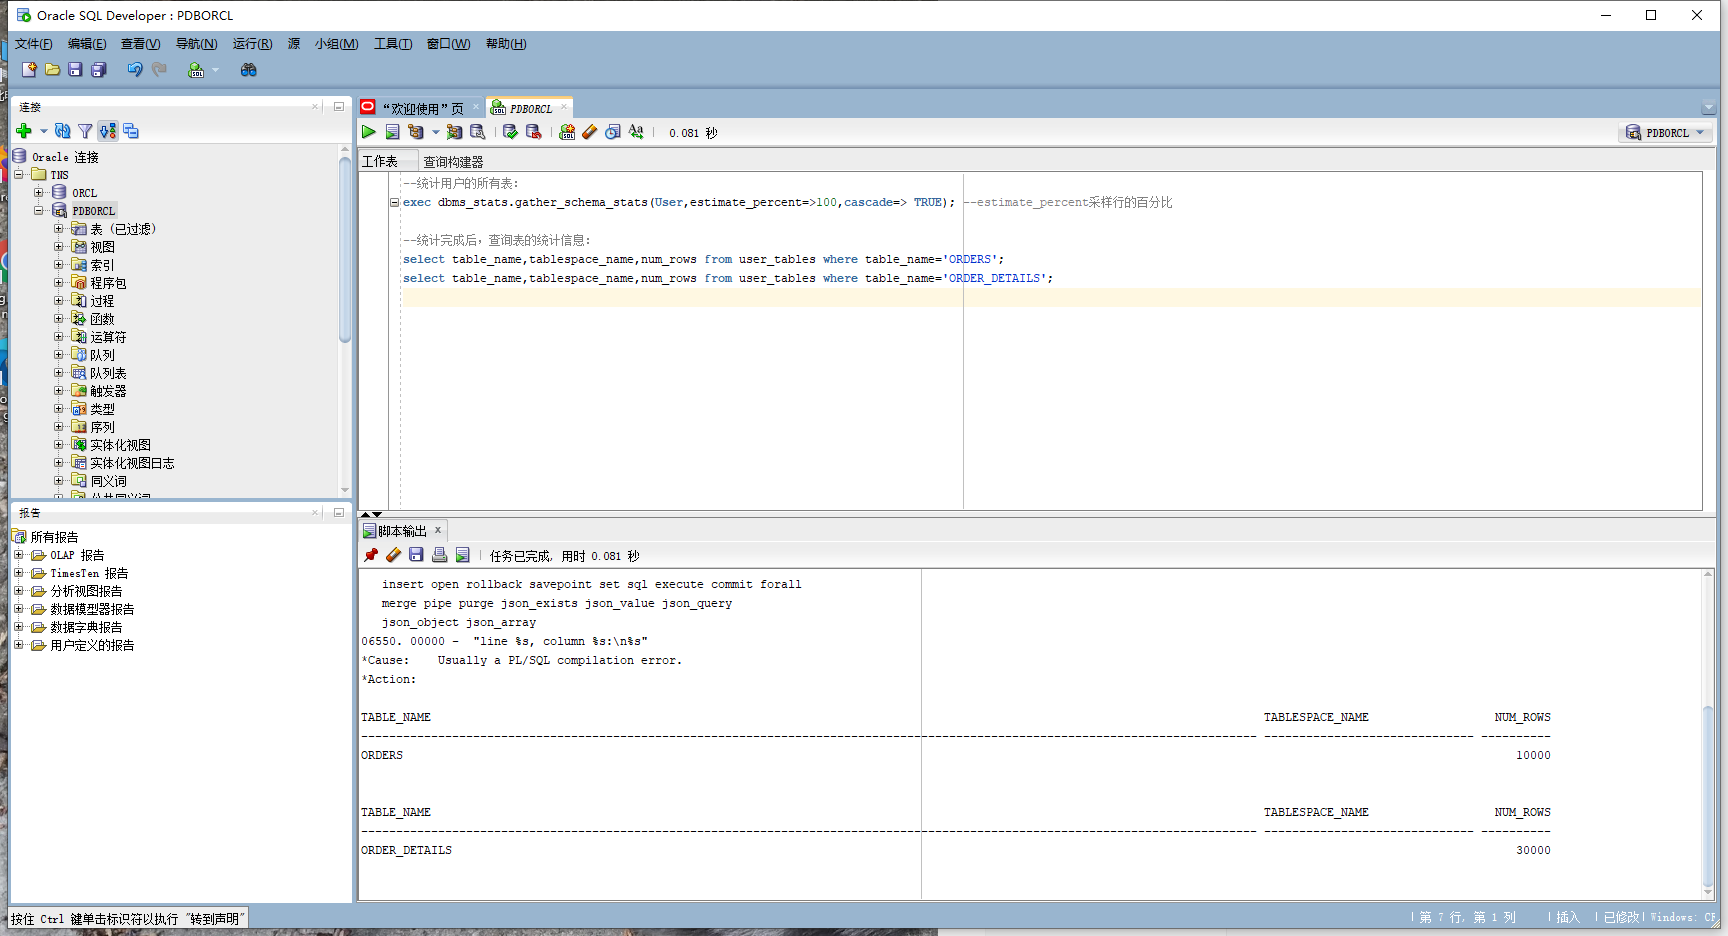 Oracle SQL Developer : PDBORCL
文件(F) 编辑(E) 查看(V) 导航(N) 运行(R) 源 小组(M) 工具(T) 窗口(W) 帮助(H)
连接
Oracle 连接
TNS
ORCL
PDBORCL
表 (已过滤)
视图
索引
程序包
过程
函数
运算符
队列
队列表
触发器
类型
序列
实体化视图
实体化视图日志
同义词
公共同义词
报告
所有报告
OLAP 报告
TimesTen 报告
分析视图报告
数据模型器报告
数据字典报告
用户定义的报告
“欢迎使用”页 PDBORCL
0.081 秒 PDBORCL
工作表 查询构建器
--统计用户的所有表:
exec dbms_stats.gather_schema_stats(User,estimate_percent=>100,cascade=> TRUE); --estimate_percent采样行的百分比
--统计完成后，查询表的统计信息:
select table_name,tablespace_name,num_rows from user_tables where table_name='ORDERS';
select table_name,tablespace_name,num_rows from user_tables where table_name='ORDER_DETAILS';
脚本输出
任务已完成, 用时 0.081 秒
insert open rollback savepoint set sql execute commit forall
merge pipe purge json_exists json_value json_query
json_object json_array
06550. 00000 - "line %s, column %s:\n%s"
*Cause: Usually a PL/SQL compilation error.
*Action:
TABLE_NAME TABLESPACE_NAME NUM_ROWS
ORDERS 10000
TABLE_NAME TABLESPACE_NAME NUM_ROWS
ORDER_DETAILS 30000
按住 Ctrl 键单击标识符以执行 "转到声明"
第 7 行, 第 1 列 插入 已修改 Windows: CF